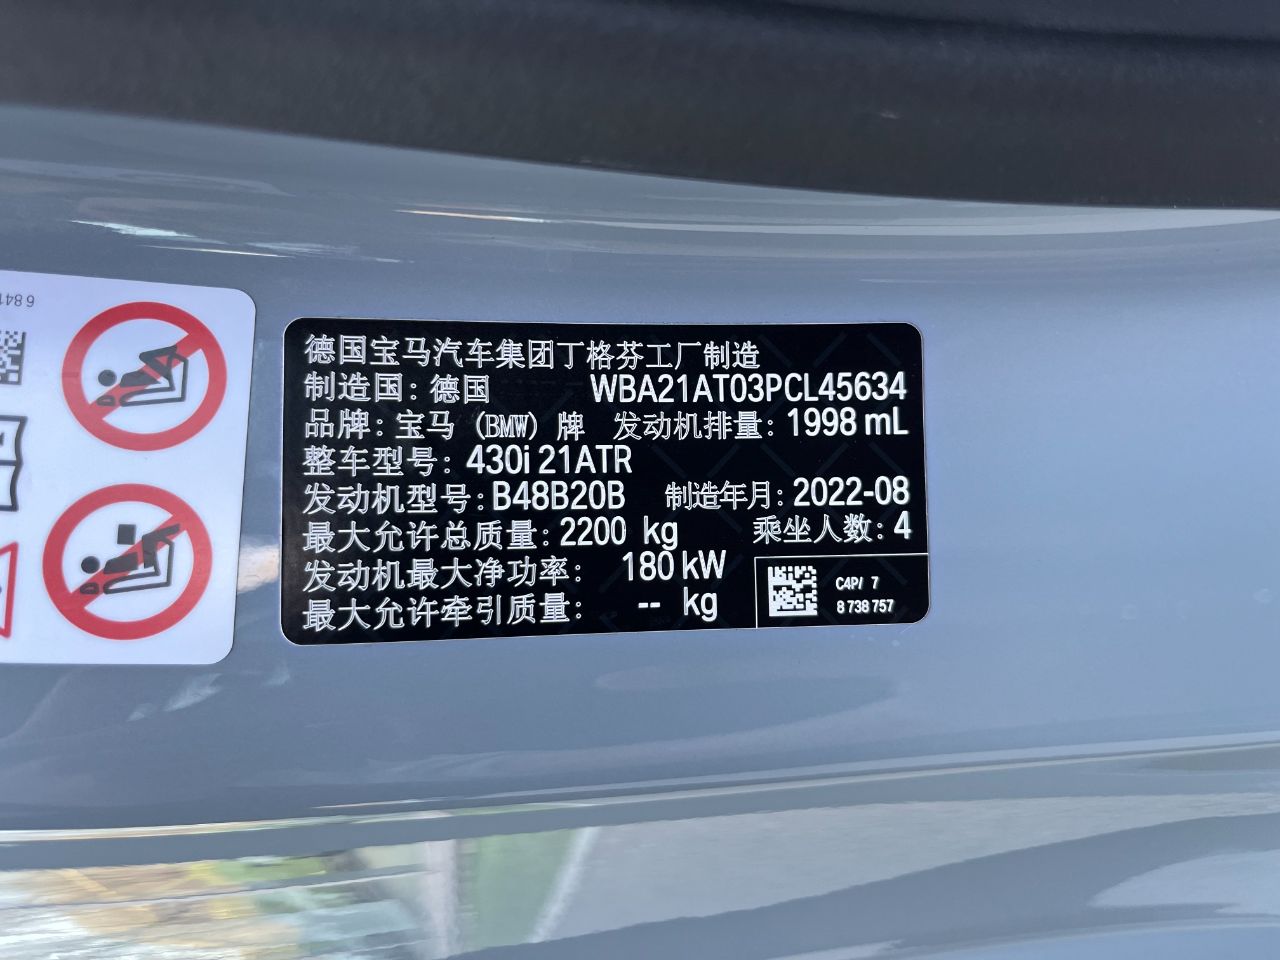 德国宝马汽车集团丁格芬工厂制造
制造国: 德国 WBA21AT03PCL45634
品牌: 宝马 (BMW) 牌 发动机排量: 1998 mL
整车型号: 430i 21ATR
发动机型号: B48B20B 制造年月: 2022-08
最大允许总质量: 2200 kg 乘坐人数: 4
发动机最大净功率: 180 kW
最大允许牵引质量: -- kg
C4P/ 7
8 738 757